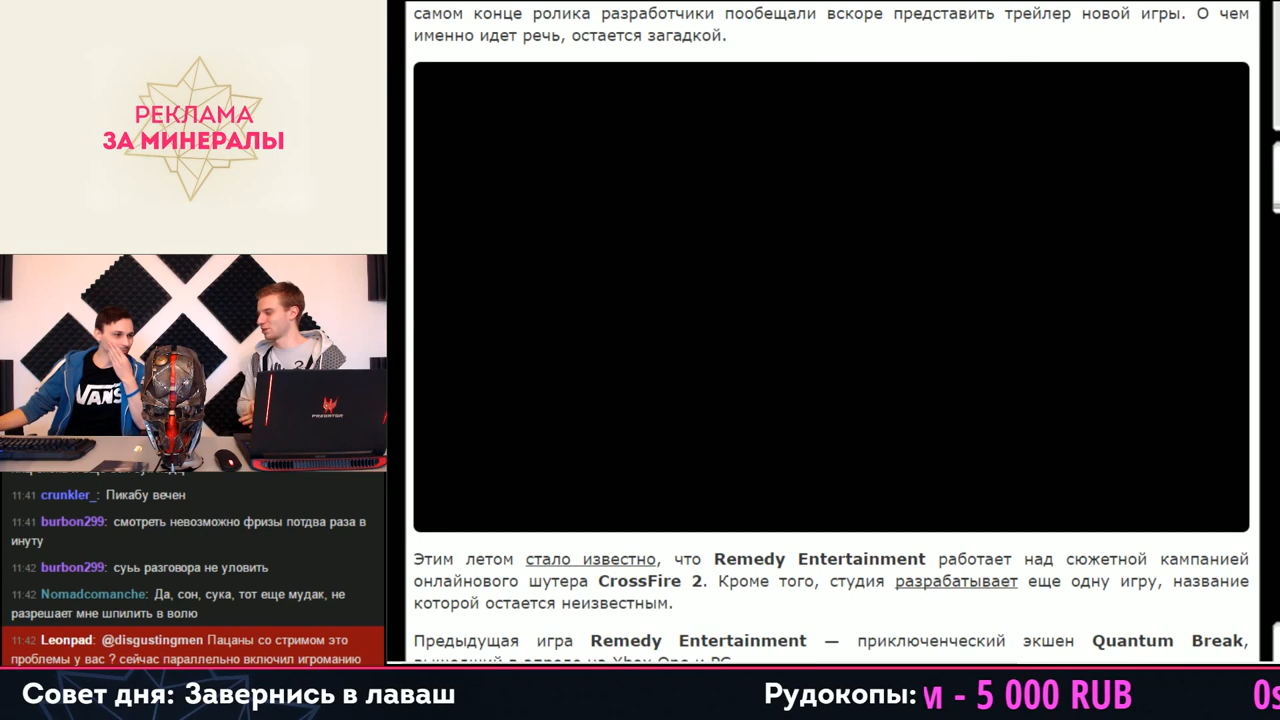 самом конце ролика разработчики пообещали вскоре представить трейлер новой игры. О чем
именно идет речь, остается загадкой.
РЕКЛАМА
ЗА МИНЕРАЛЫ
VANS
PREDATOR
11:41 crunkler_: Пикабу вечен
11:41 burbon299: смотреть невозможно фризы потдва раза в
инуту
11:42 burbon299: суьь разговора не уловить
11:42 Nomadcomanche: Да, сон, сука, тот еще мудак, не
разрешает мне шпилить в волю
11:42 Leonpad: @disgustingmen Пацаны со стримом это
проблемы у вас ? сейчас параллельно включил игроманию
Этим летом стало известно, что Remedy Entertainment работает над сюжетной кампанией
онлайнового шутера CrossFire 2. Кроме того, студия разрабатывает еще одну игру, название
которой остается неизвестным.
Предыдущая игра Remedy Entertainment — приключенческий экшен Quantum Break,
Совет дня: Завернись в лаваш
Рудокопы: и - 5 000 RUB 0s